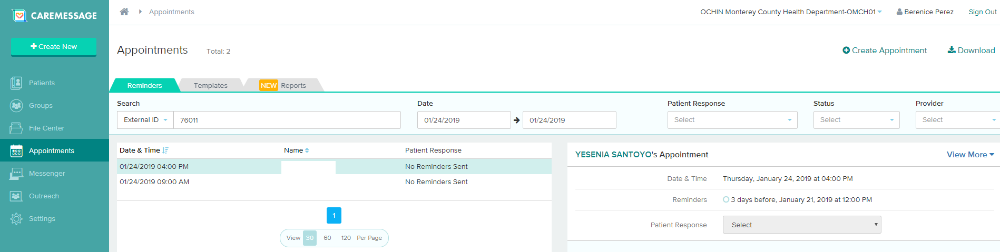 CAREMESSAGE
Appointments
OCHIN Monterey County Health Department-OMCH01
Berenice Perez
Sign Out
Create New
Patients
Groups
File Center
Appointments
Messenger
Outreach
Settings
Appointments
Total: 2
Create Appointment
Download
Reminders
Templates
NEW Reports
Search
Date
Patient Response
Status
Provider
External ID
76011
01/24/2019
01/24/2019
Select
Select
Select
Date & Time
Name
Patient Response
01/24/2019 04:00 PM
No Reminders Sent
01/24/2019 09:00 AM
No Reminders Sent
1
View 30 60 120 Per Page
YESENIA SANTOYO's Appointment
View More
Date & Time
Thursday, January 24, 2019 at 04:00 PM
Reminders
3 days before, January 21, 2019 at 12:00 PM
Patient Response
Select